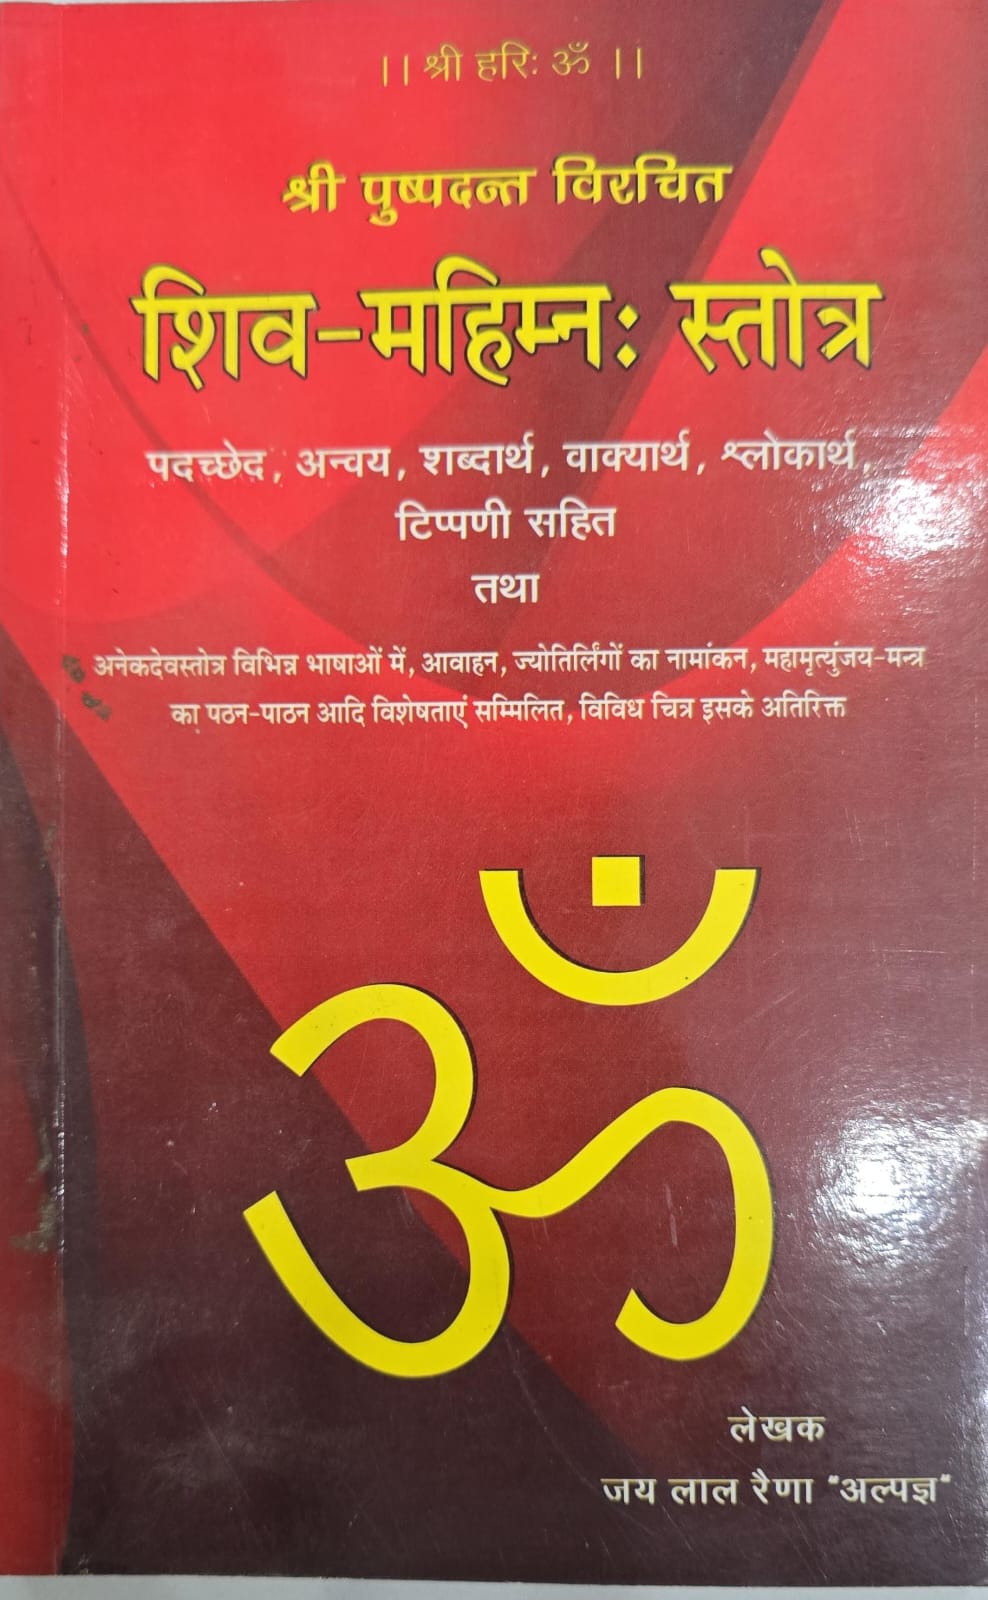 ।। श्री हरिः ॐ ।।
श्री पुष्पदन्त विरचित
शिव-महिम्नः स्तोत्र
पदच्छेद, अन्वय, शब्दार्थ, वाक्यार्थ, श्लोकार्थ,
टिप्पणी सहित
तथा
अनेकदेवस्तोत्र विभिन्न भाषाओं में, आवाहन, ज्योतिर्लिंगों का नामांकन, महामृत्युंजय-मन्त्र
का पठन-पाठन आदि विशेषताएं सम्मिलित, विविध चित्र इसके अतिरिक्त
ॐ
लेखक
जय लाल रैणा "अल्पज्ञ"